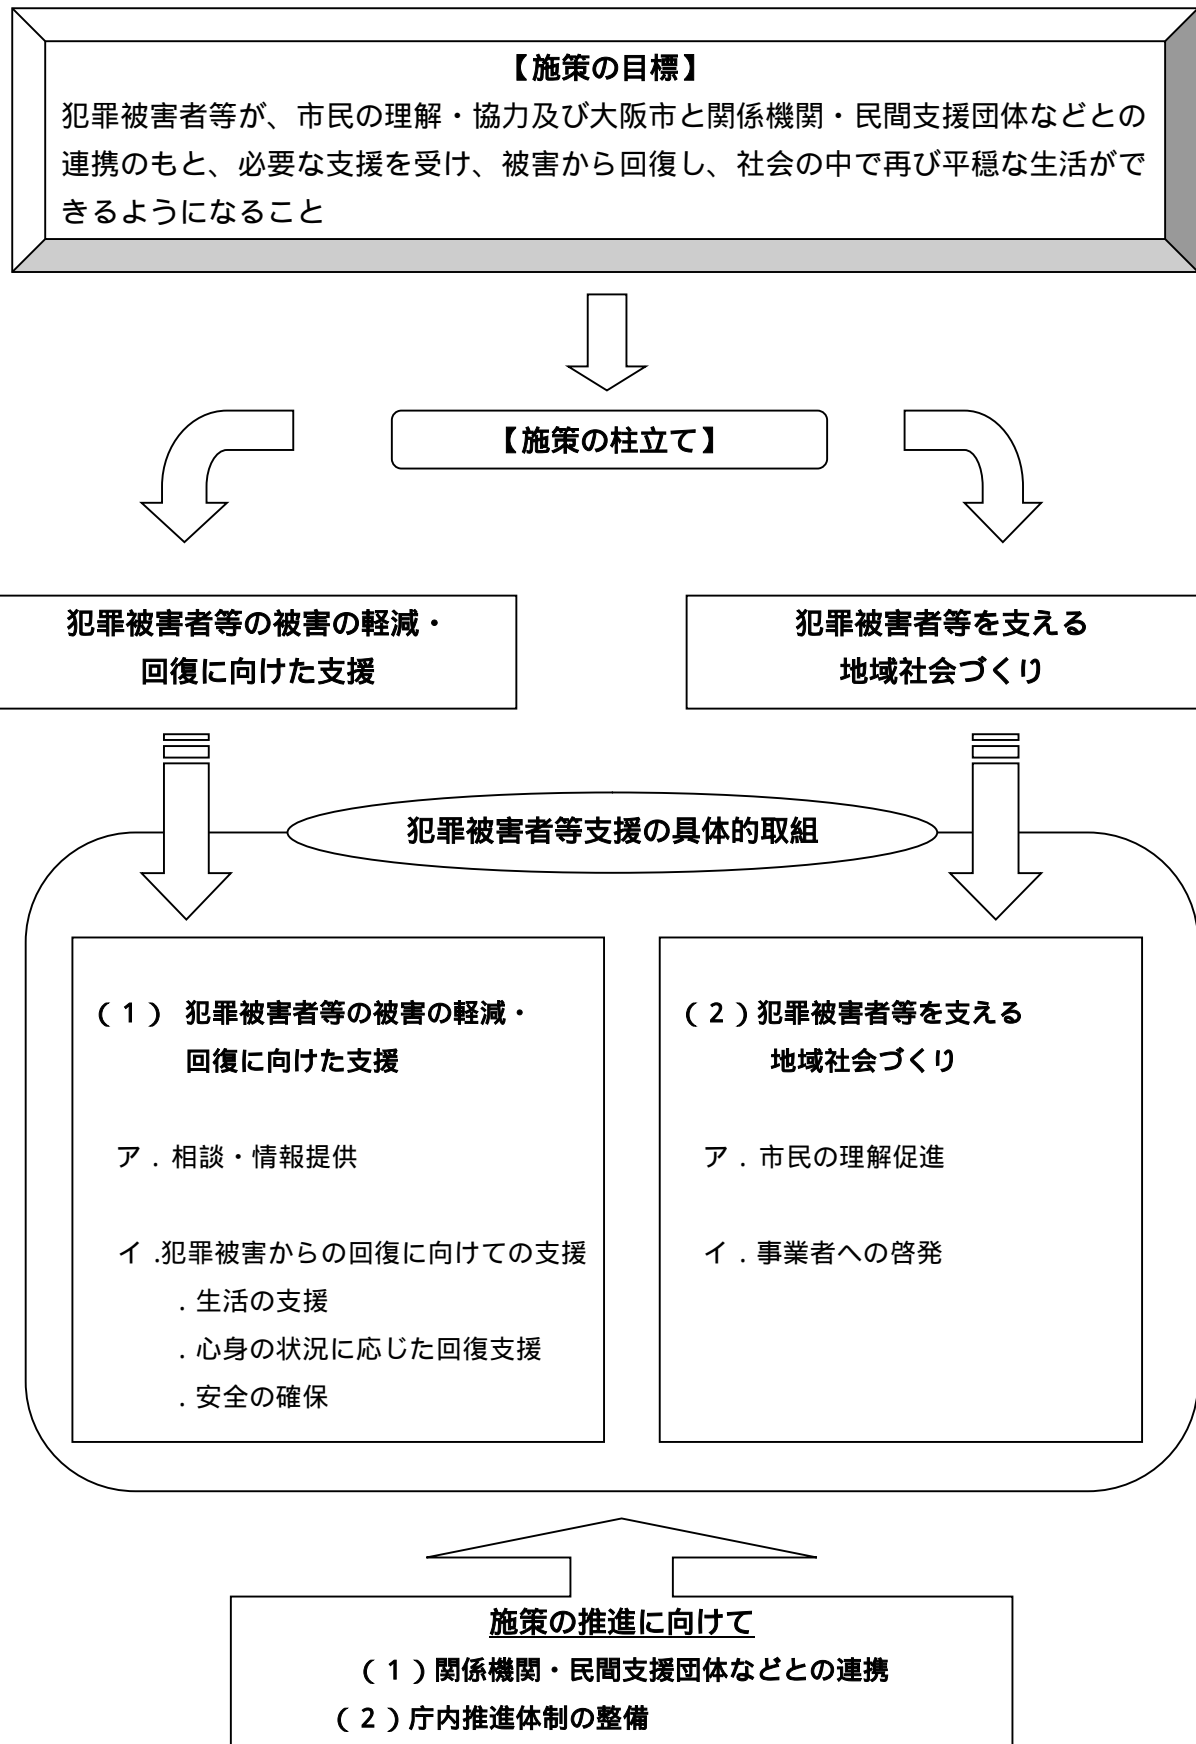 【施策の目標】
犯罪被害者等が、市民の理解・協力及び大阪市と関係機関・民間支援団体などとの
連携のもと、必要な支援を受け、被害から回復し、社会の中で再び平穏な生活がで
きるようになること
【施策の柱立て】
犯罪被害者等の被害の軽減・
回復に向けた支援
犯罪被害者等を支える
地域社会づくり
犯罪被害者等支援の具体的取組
(1) 犯罪被害者等の被害の軽減・
回復に向けた支援
ア.相談・情報提供
イ.犯罪被害からの回復に向けての支援
.生活の支援
.心身の状況に応じた回復支援
.安全の確保
(2)犯罪被害者等を支える
地域社会づくり
ア.市民の理解促進
イ.事業者への啓発
施策の推進に向けて
(1)関係機関・民間支援団体などとの連携
(2)庁内推進体制の整備